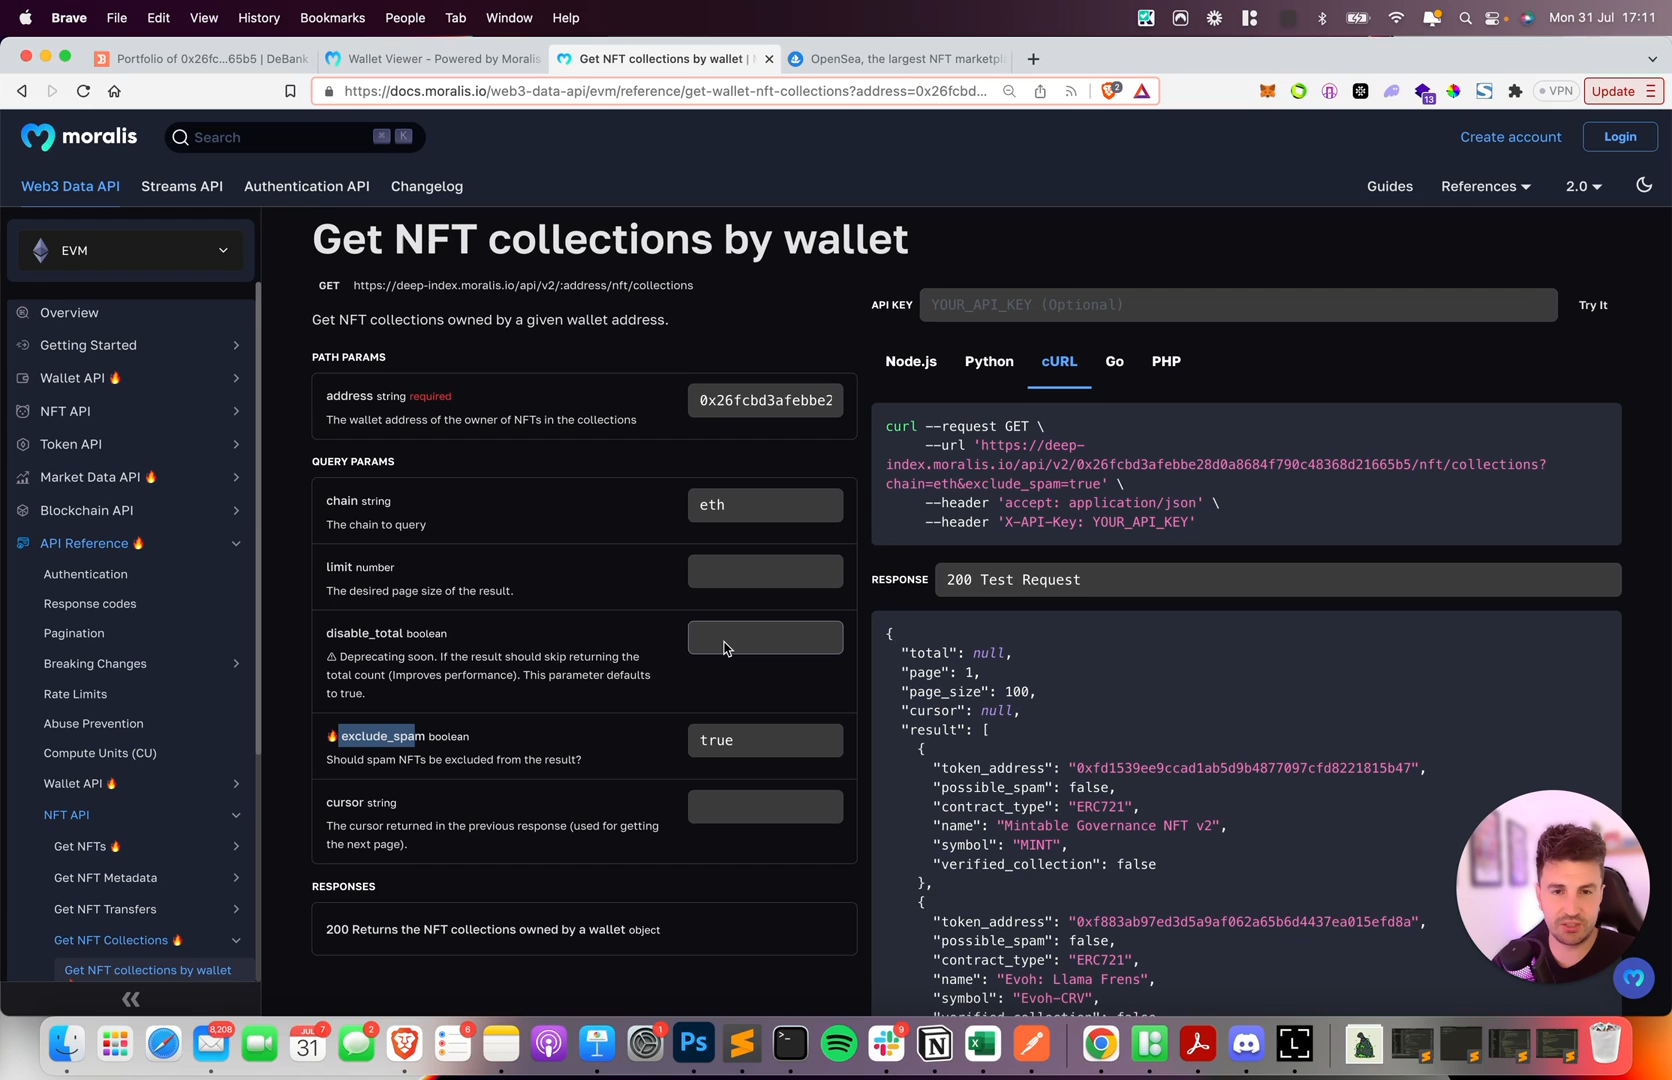 Brave File Edit View History Bookmarks People Tab Window Help Mon 31 Jul 17:11
Portfolio of 0x26fc...65b5 | DeBank
Wallet Viewer - Powered by Moralis
Get NFT collections by wallet |
OpenSea, the largest NFT marketpl
https://docs.moralis.io/web3-data-api/evm/reference/get-wallet-nft-collections?address=0x26fcbd...
2
13
VPN
Update
moralis
Search
K
Create account
Login
Web3 Data API
Streams API
Authentication API
Changelog
Guides
References
2.0
EVM
Overview
Getting Started
Wallet API 🔥
NFT API
Token API
Market Data API 🔥
Blockchain API
API Reference 🔥
Authentication
Response codes
Pagination
Breaking Changes
Rate Limits
Abuse Prevention
Compute Units (CU)
Wallet API 🔥
NFT API
Get NFTs 🔥
Get NFT Metadata
Get NFT Transfers
Get NFT Collections 🔥
Get NFT collections by wallet
Get NFT collections by wallet
GET https://deep-index.moralis.io/api/v2/:address/nft/collections
Get NFT collections owned by a given wallet address.
PATH PARAMS
address string required
The wallet address of the owner of NFTs in the collections
0x26fcbd3afebbe2
QUERY PARAMS
chain string
The chain to query
eth
limit number
The desired page size of the result.
disable_total boolean
⚠ Deprecating soon. If the result should skip returning the
total count (Improves performance). This parameter defaults
to true.
🔥 exclude_spam boolean
Should spam NFTs be excluded from the result?
true
cursor string
The cursor returned in the previous response (used for getting
the next page).
RESPONSES
200 Returns the NFT collections owned by a wallet object
API KEY
YOUR_API_KEY (Optional)
Try It
Node.js Python cURL Go PHP
curl --request GET \
--url 'https://deep-
index.moralis.io/api/v2/0x26fcbd3afebbe28d0a8684f790c48368d21665b5/nft/collections?
chain=eth&exclude_spam=true' \
--header 'accept: application/json' \
--header 'X-API-Key: YOUR_API_KEY'
RESPONSE
200 Test Request
{
"total": null,
"page": 1,
"page_size": 100,
"cursor": null,
"result": [
{
"token_address": "0xfd1539ee9ccad1ab5d9b4877097cfd8221815b47",
"possible_spam": false,
"contract_type": "ERC721",
"name": "Mintable Governance NFT v2",
"symbol": "MINT",
"verified_collection": false
},
{
"token_address": "0xf883ab97ed3d5a9af062a65b6d4437ea015efd8a",
"possible_spam": false,
"contract_type": "ERC721",
"name": "Evoh: Llama Frens",
"symbol": "Evoh-CRV",
8,208
JUL 7
31
2
6
1
Ps
9
L